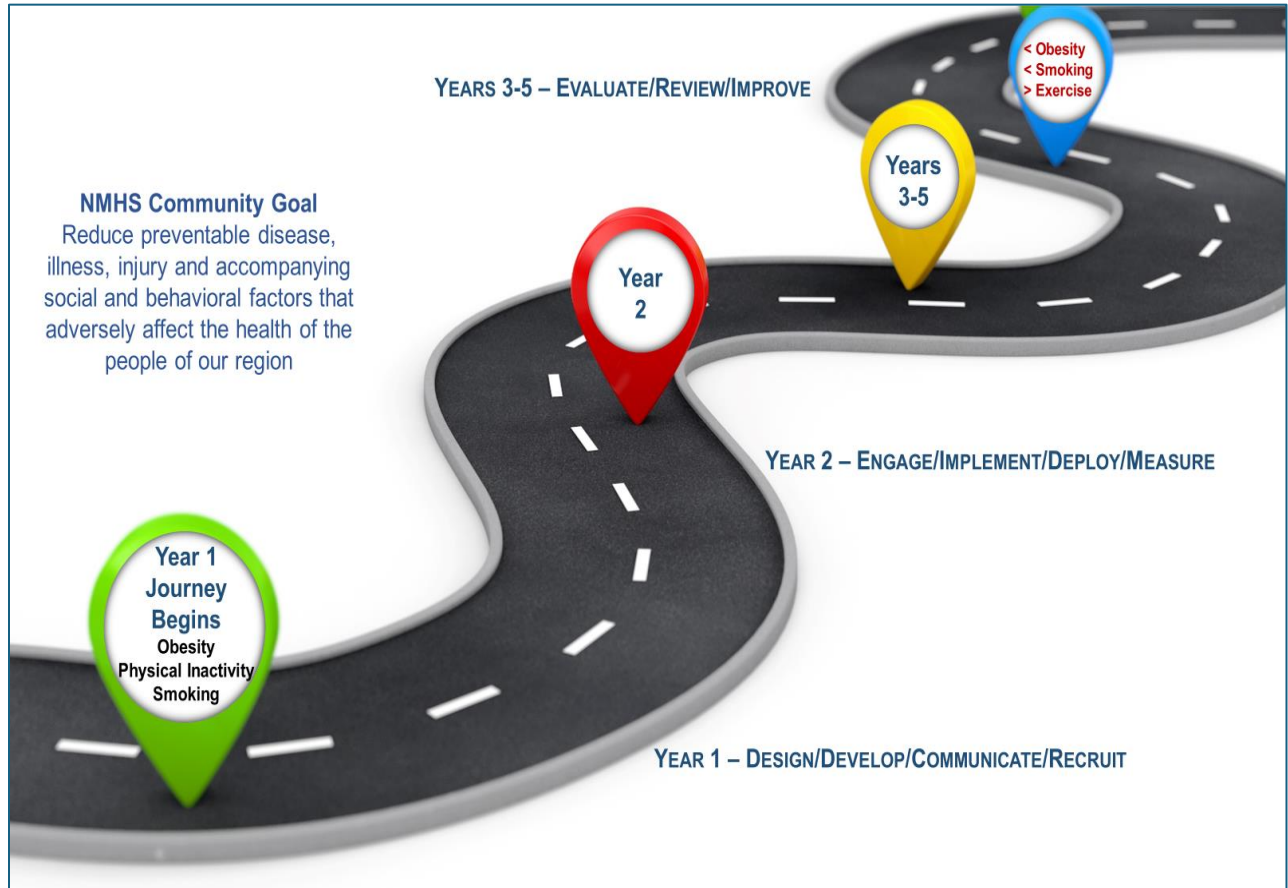 YEARS 3-5 – EVALUATE/REVIEW/IMPROVE
< Obesity
< Smoking
> Exercise
Years
3-5
NMHS Community Goal
Reduce preventable disease,
illness, injury and accompanying
social and behavioral factors that
adversely affect the health of the
people of our region
Year
2
YEAR 2 – ENGAGE/IMPLEMENT/DEPLOY/MEASURE
Year 1
Journey
Begins
Obesity
Physical Inactivity
Smoking
YEAR 1 – DESIGN/DEVELOP/COMMUNICATE/RECRUIT